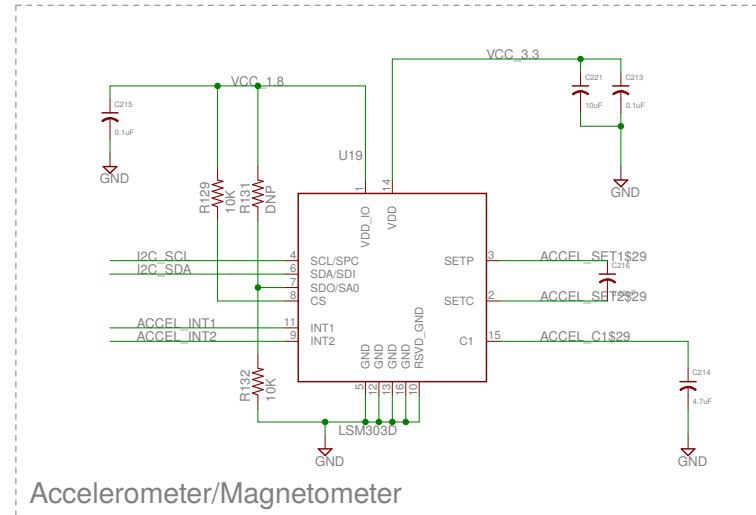 VCC_3.3
VCC_1.8
C221
10uF
C213
0.1uF
C215
0.1uF
GND
GND
U19
R129
10K
R131
DNP
1
14
VDD_IO
VDD
I2C_SCL
4
SCL/SPC
I2C_SDA
6
SDA/SDI
7
SDO/SA0
8
CS
ACCEL_INT1
11
INT1
ACCEL_INT2
9
INT2
SETP
3
ACCEL_SET1$29
C216
SETC
2
ACCEL_SET2$29
C1
15
ACCEL_C1$29
GND
GND
GND
GND
RSVD_GND
5
12
13
16
10
R132
10K
C214
4.7uF
LSM303D
GND
GND
Accelerometer/Magnetometer